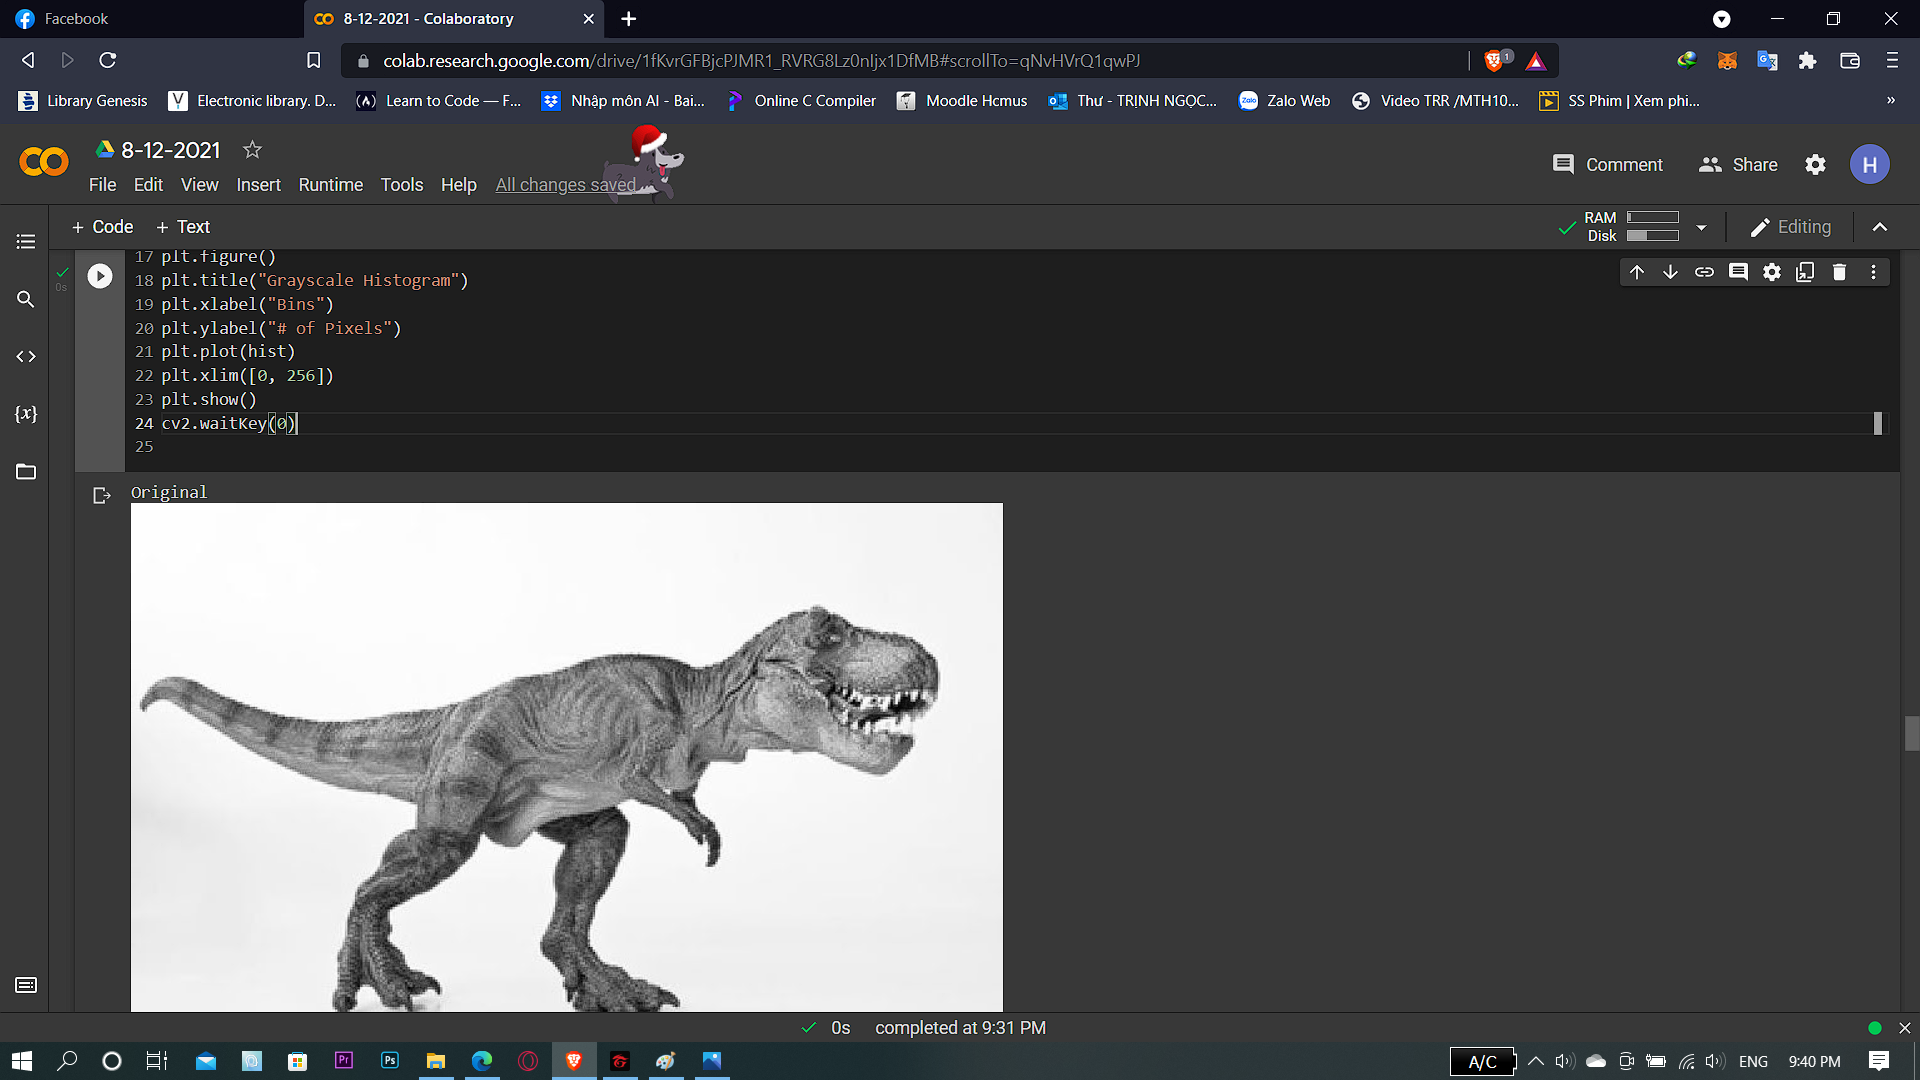 Facebook
8-12-2021 - Colaboratory
colab.research.google.com/drive/1fKvrGFBjcPJMR1_RVRG8Lz0nIjx1DfMB#scrollTo=qNvHVrQ1qwPJ
1
Library Genesis
Electronic library. D...
Learn to Code — F...
Nhập môn AI - Bai...
Online C Compiler
Moodle Hcmus
Thư - TRỊNH NGỌC...
Zalo Web
Video TRR /MTH10...
SS Phim | Xem phi...
»
8-12-2021
Comment
Share
H
File Edit View Insert Runtime Tools Help All changes saved
+ Code + Text
RAM
Disk
Editing
0s
17 plt.figure()
18 plt.title("Grayscale Histogram")
19 plt.xlabel("Bins")
20 plt.ylabel("# of Pixels")
21 plt.plot(hist)
22 plt.xlim([0, 256])
23 plt.show()
24 cv2.waitKey(0)
25
Original
0s completed at 9:31 PM
Pr
Ps
A/C
ENG
9:40 PM